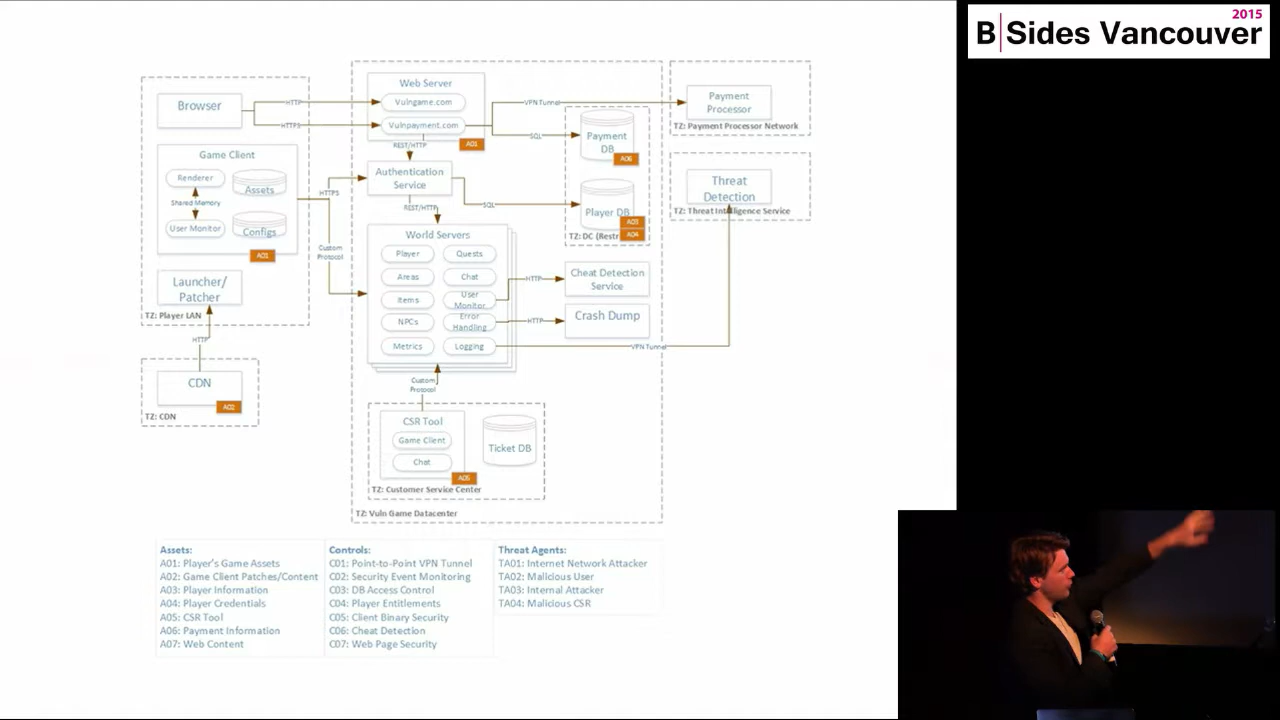 2015
B Sides Vancouver
Browser
HTTP
HTTPS
Game Client
Renderer
Shared Memory
User Monitor
Assets
Configs
A01
Launcher/
Patcher
TZ: Player LAN
HTTP
CDN
A02
TZ: CDN
HTTPS
Custom
Protocol
Web Server
Vulngame.com
Vulnpayment.com
REST/HTTP
Authentication
Service
REST/HTTP
World Servers
Player
Quests
Areas
Chat
Items
User
Monitor
NPCs
Error
Handling
Metrics
Logging
Custom
Protocol
CSR Tool
Game Client
Chat
A05
Ticket DB
TZ: Customer Service Center
TZ: Vuln Game Datacenter
VPN Tunnel
SQL
Payment
DB
A06
SQL
Player DB
A03
A04
TZ: DC (Restr
HTTP
Cheat Detection
Service
HTTP
Crash Dump
VPN Tunnel
Payment
Processor
TZ: Payment Processor Network
Threat
Detection
TZ: Threat Intelligence Service
Assets:
A01: Player's Game Assets
A02: Game Client Patches/Content
A03: Player Information
A04: Player Credentials
A05: CSR Tool
A06: Payment Information
A07: Web Content
Controls:
C01: Point-to-Point VPN Tunnel
C02: Security Event Monitoring
C03: DB Access Control
C04: Player Entitlements
C05: Client Binary Security
C06: Cheat Detection
C07: Web Page Security
Threat Agents:
TA01: Internet Network Attacker
TA02: Malicious User
TA03: Internal Attacker
TA04: Malicious CSR